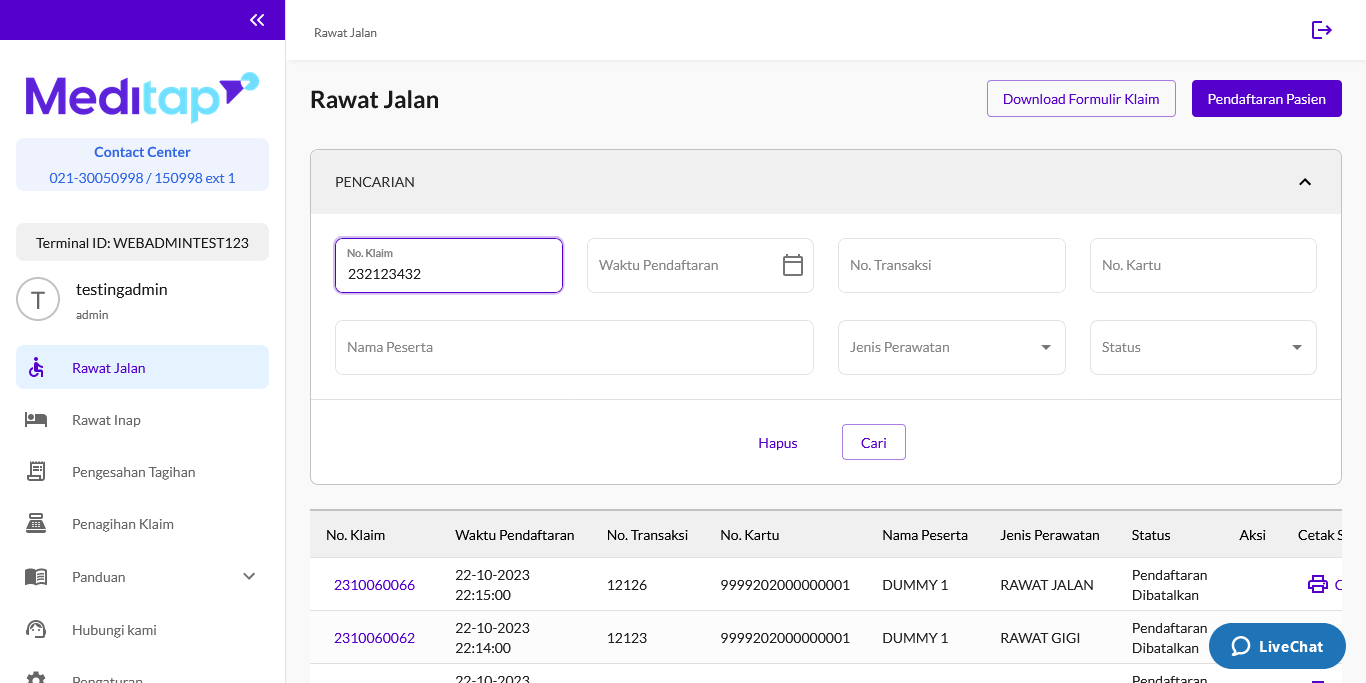 Rawat Jalan
Meditap
Contact Center
021-30050998 / 150998 ext 1
Terminal ID: WEBADMINTEST123
T
testingadmin
admin
Rawat Jalan
Rawat Inap
Pengesahan Tagihan
Penagihan Klaim
Panduan
Hubungi kami
Pengaturan
Rawat Jalan
Download Formulir Klaim
Pendaftaran Pasien
PENCARIAN
No. Klaim
232123432
Waktu Pendaftaran
No. Transaksi
No. Kartu
Nama Peserta
Jenis Perawatan
Status
Hapus
Cari
No. Klaim Waktu Pendaftaran No. Transaksi No. Kartu Nama Peserta Jenis Perawatan Status Aksi Cetak S
2310060066 22-10-2023 22:15:00 12126 9999202000000001 DUMMY 1 RAWAT JALAN Pendaftaran Dibatalkan C
2310060062 22-10-2023 22:14:00 12123 9999202000000001 DUMMY 1 RAWAT GIGI Pendaftaran Dibatalkan
22-10-2023 Pendaftaran
LiveChat